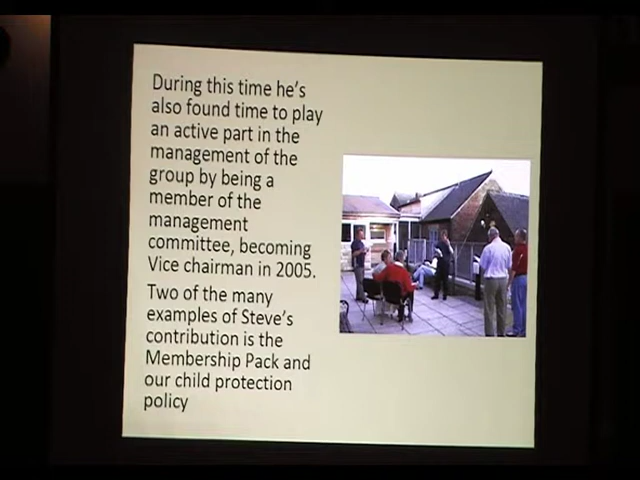 During this time he's
also found time to play
an active part in the
management of the
group by being a
member of the
management
committee, becoming
Vice chairman in 2005.
Two of the many
examples of Steve's
contribution is the
Membership Pack and
our child protection
policy